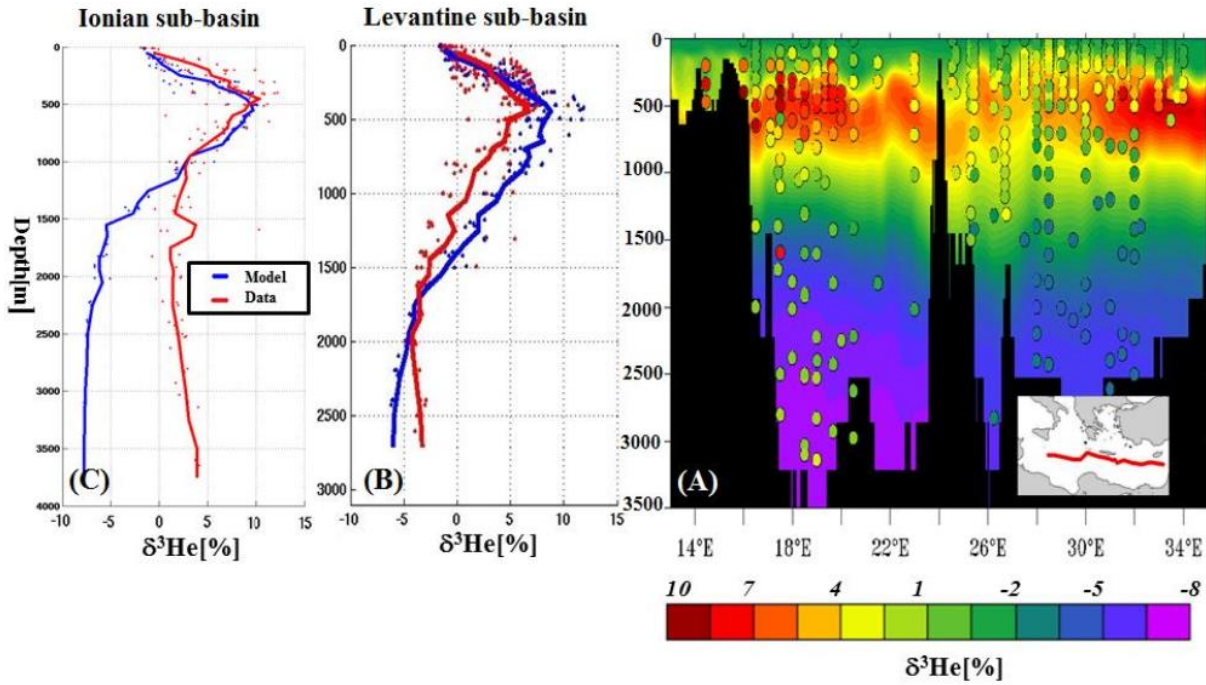 Ionian sub-basin
0
500
1000
1500
2000
2500
3000
3500
4000
-10 -5 0 5 10 15
Depth[m]
δ³He[%]
(C)
Model
Data
Levantine sub-basin
0
500
1000
1500
2000
2500
3000
-10 -5 0 5 10 15
δ³He[%]
(B)
0
500
1000
1500
2000
2500
3000
3500
(A)
14°E 18°E 22°E 26°E 30°E 34°E
10 7 4 1 -2 -5 -8
δ³He[%]